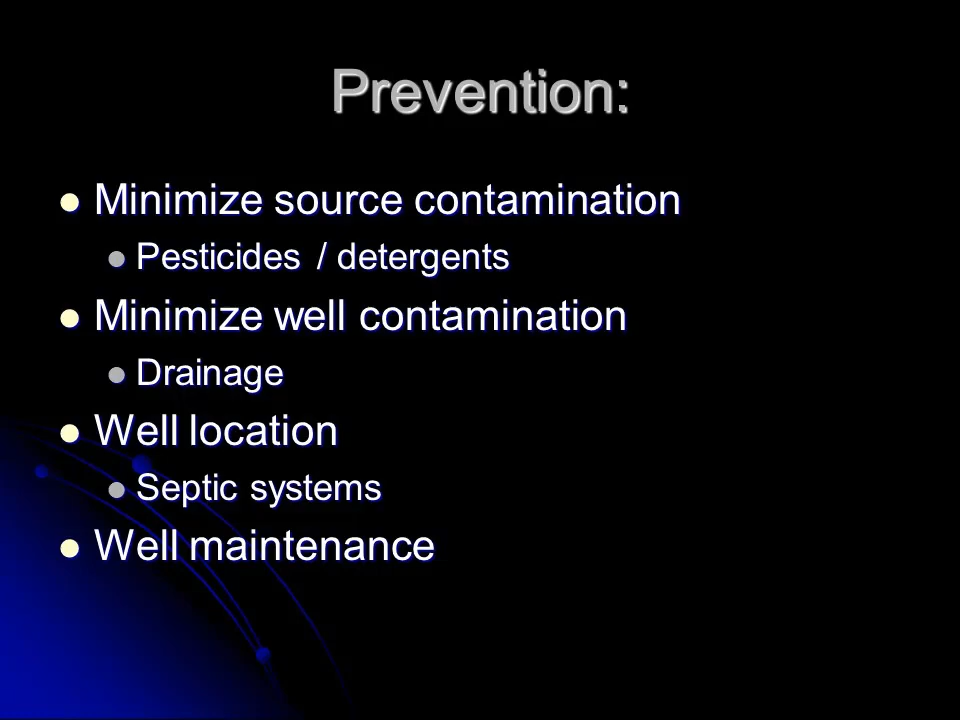 Prevention:
Minimize source contamination
Pesticides / detergents
Minimize well contamination
Drainage
Well location
Septic systems
Well maintenance